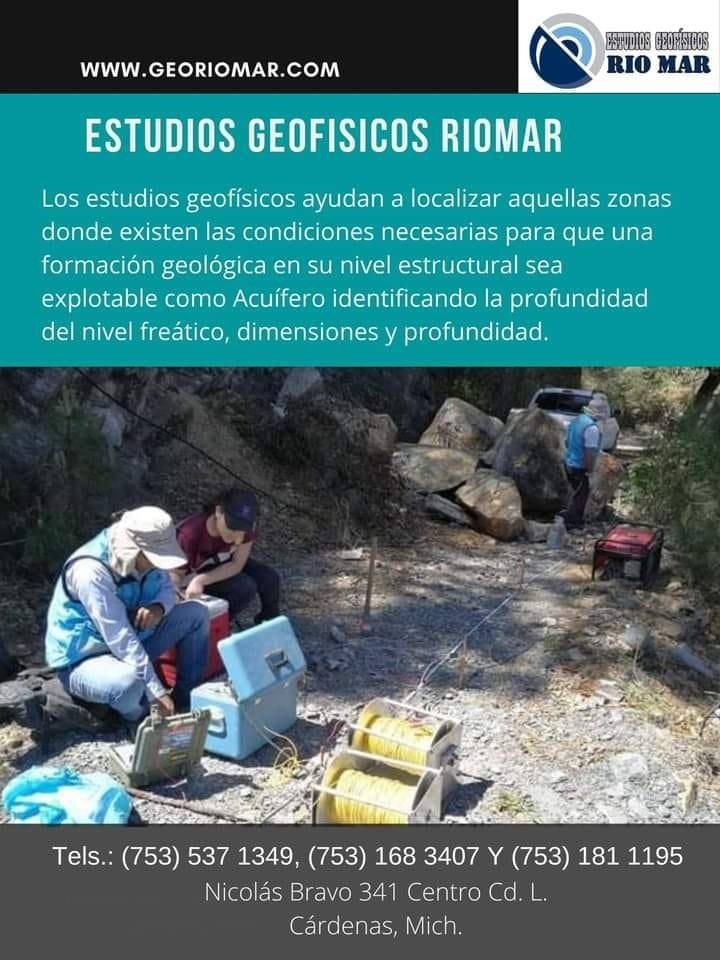 WWW.GEORIOMAR.COM
ESTUDIOS GEOFÍSICOS
RIO MAR
ESTUDIOS GEOFISICOS RIOMAR
Los estudios geofísicos ayudan a localizar aquellas zonas
donde existen las condiciones necesarias para que una
formación geológica en su nivel estructural sea
explotable como Acuífero identificando la profundidad
del nivel freático, dimensiones y profundidad.
Tels.: (753) 537 1349, (753) 168 3407 Y (753) 181 1195
Nicolás Bravo 341 Centro Cd. L.
Cárdenas, Mich.